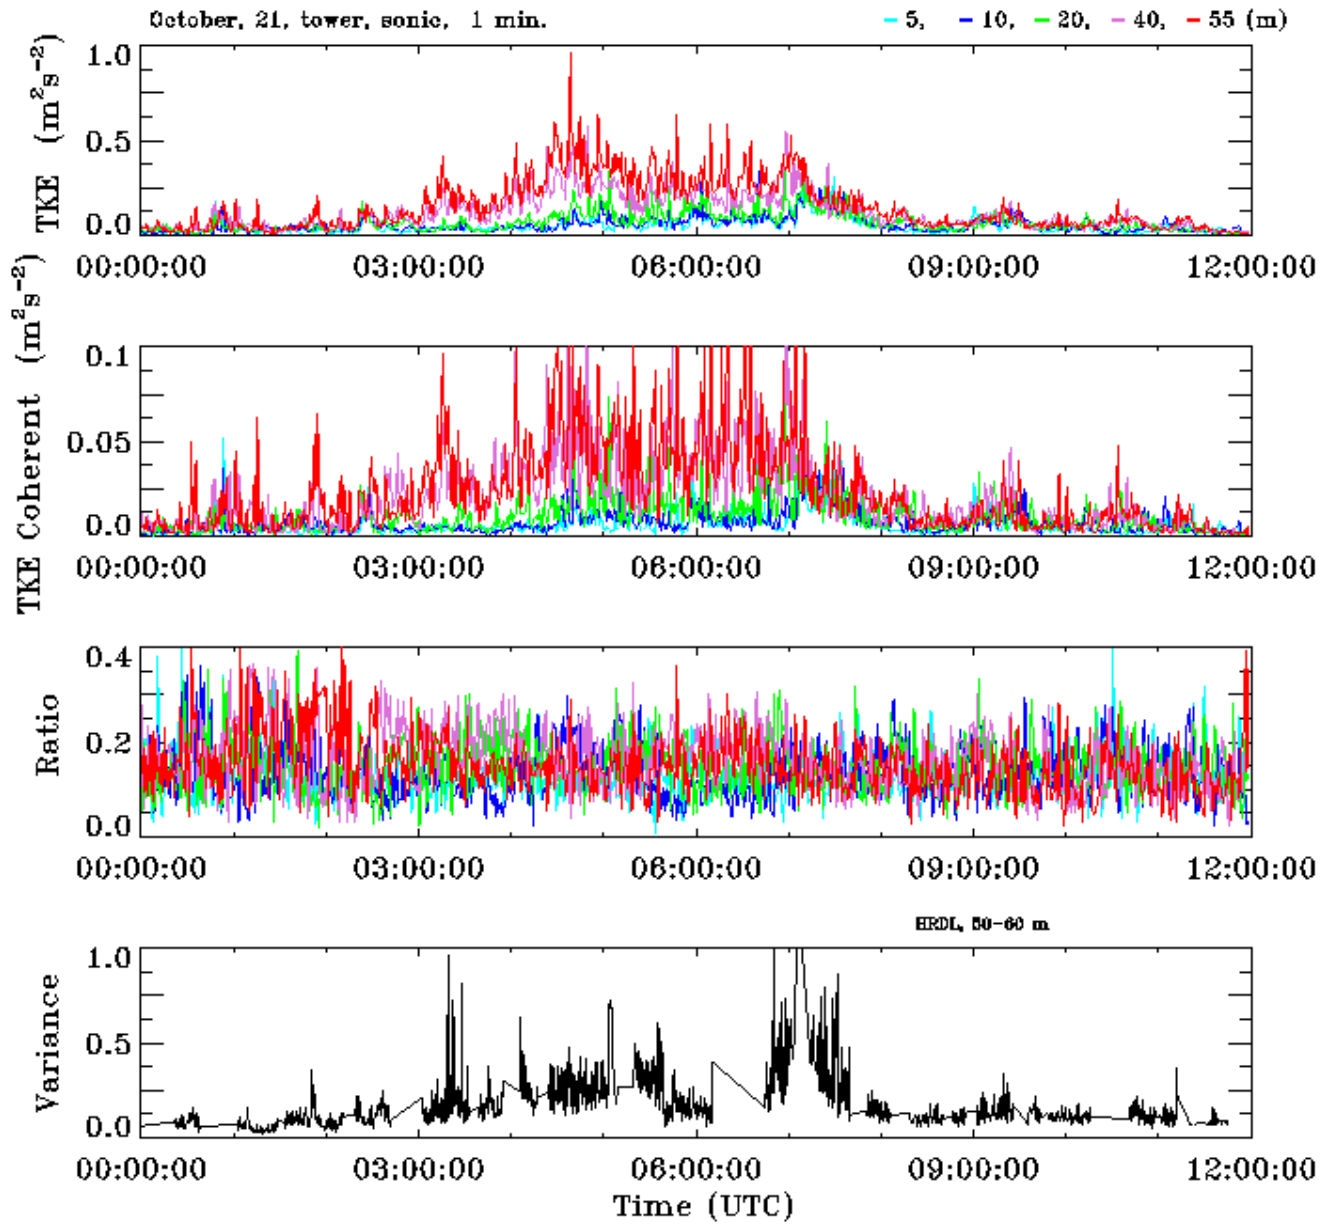 October, 21, tower, sonic, 1 min.
5, 10, 20, 40, 55 (m)
TKE (m²s⁻²)
1.0
0.5
0.0
00:00:00 03:00:00 06:00:00 09:00:00 12:00:00
TKE Coherent (m²s⁻²)
0.1
0.05
0.0
00:00:00 03:00:00 06:00:00 09:00:00 12:00:00
Ratio
0.4
0.2
0.0
00:00:00 03:00:00 06:00:00 09:00:00 12:00:00
HRDL, 50-60 m
Variance
1.0
0.5
0.0
00:00:00 03:00:00 06:00:00 09:00:00 12:00:00
Time (UTC)